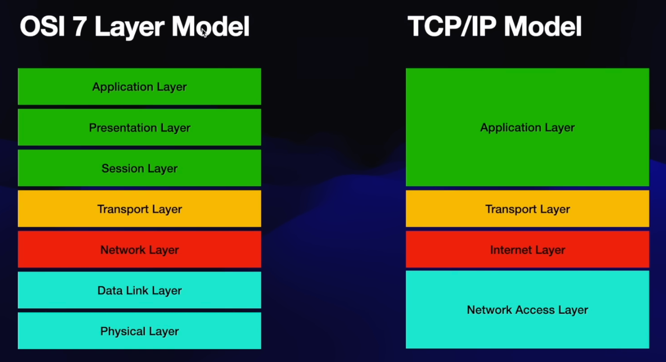 OSI 7 Layer Model
Application Layer
Presentation Layer
Session Layer
Transport Layer
Network Layer
Data Link Layer
Physical Layer
TCP/IP Model
Application Layer
Transport Layer
Internet Layer
Network Access Layer